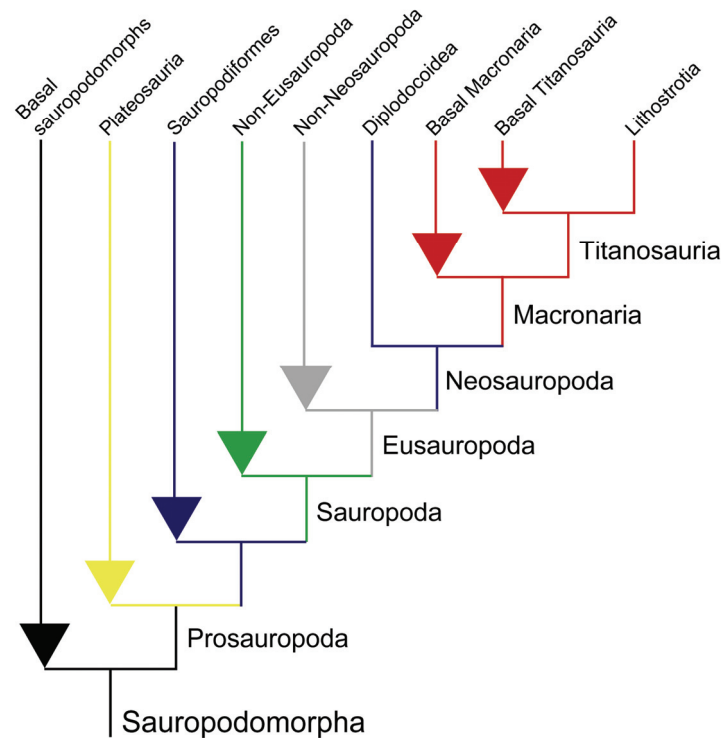 Basal
sauropodomorphs
Plateosauria
Sauropodiformes
Non-Eusauropoda
Non-Neosauropoda
Diplodocoidea
Basal Macronaria
Basal Titanosauria
Lithostrotia
Titanosauria
Macronaria
Neosauropoda
Eusauropoda
Sauropoda
Prosauropoda
Sauropodomorpha